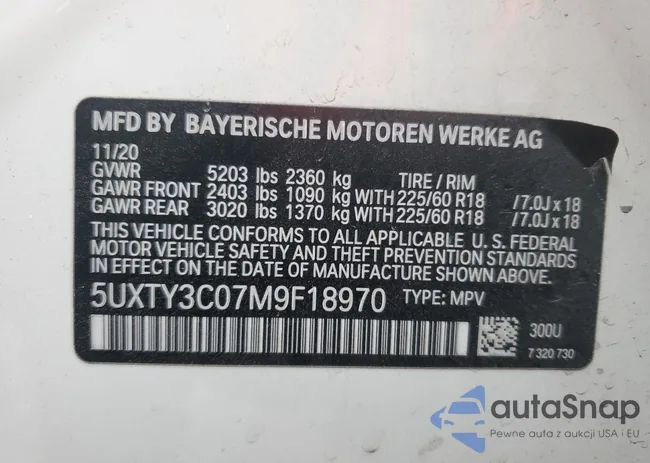 MFD BY BAYERISCHE MOTOREN WERKE AG
11/20
GVWR 5203 lbs 2360 kg TIRE / RIM
GAWR FRONT 2403 lbs 1090 kg WITH 225/60 R18 /7.0J x 18
GAWR REAR 3020 lbs 1370 kg WITH 225/60 R18 /7.0J x 18
THIS VEHICLE CONFORMS TO ALL APPLICABLE U. S. FEDERAL
MOTOR VEHICLE SAFETY AND THEFT PREVENTION STANDARDS
IN EFFECT ON THE DATE OF MANUFACTURE SHOWN ABOVE.
5UXTY3C07M9F18970 TYPE: MPV
300U
7 320 730
autoSnap
Pewne auta z aukcji USA i EU